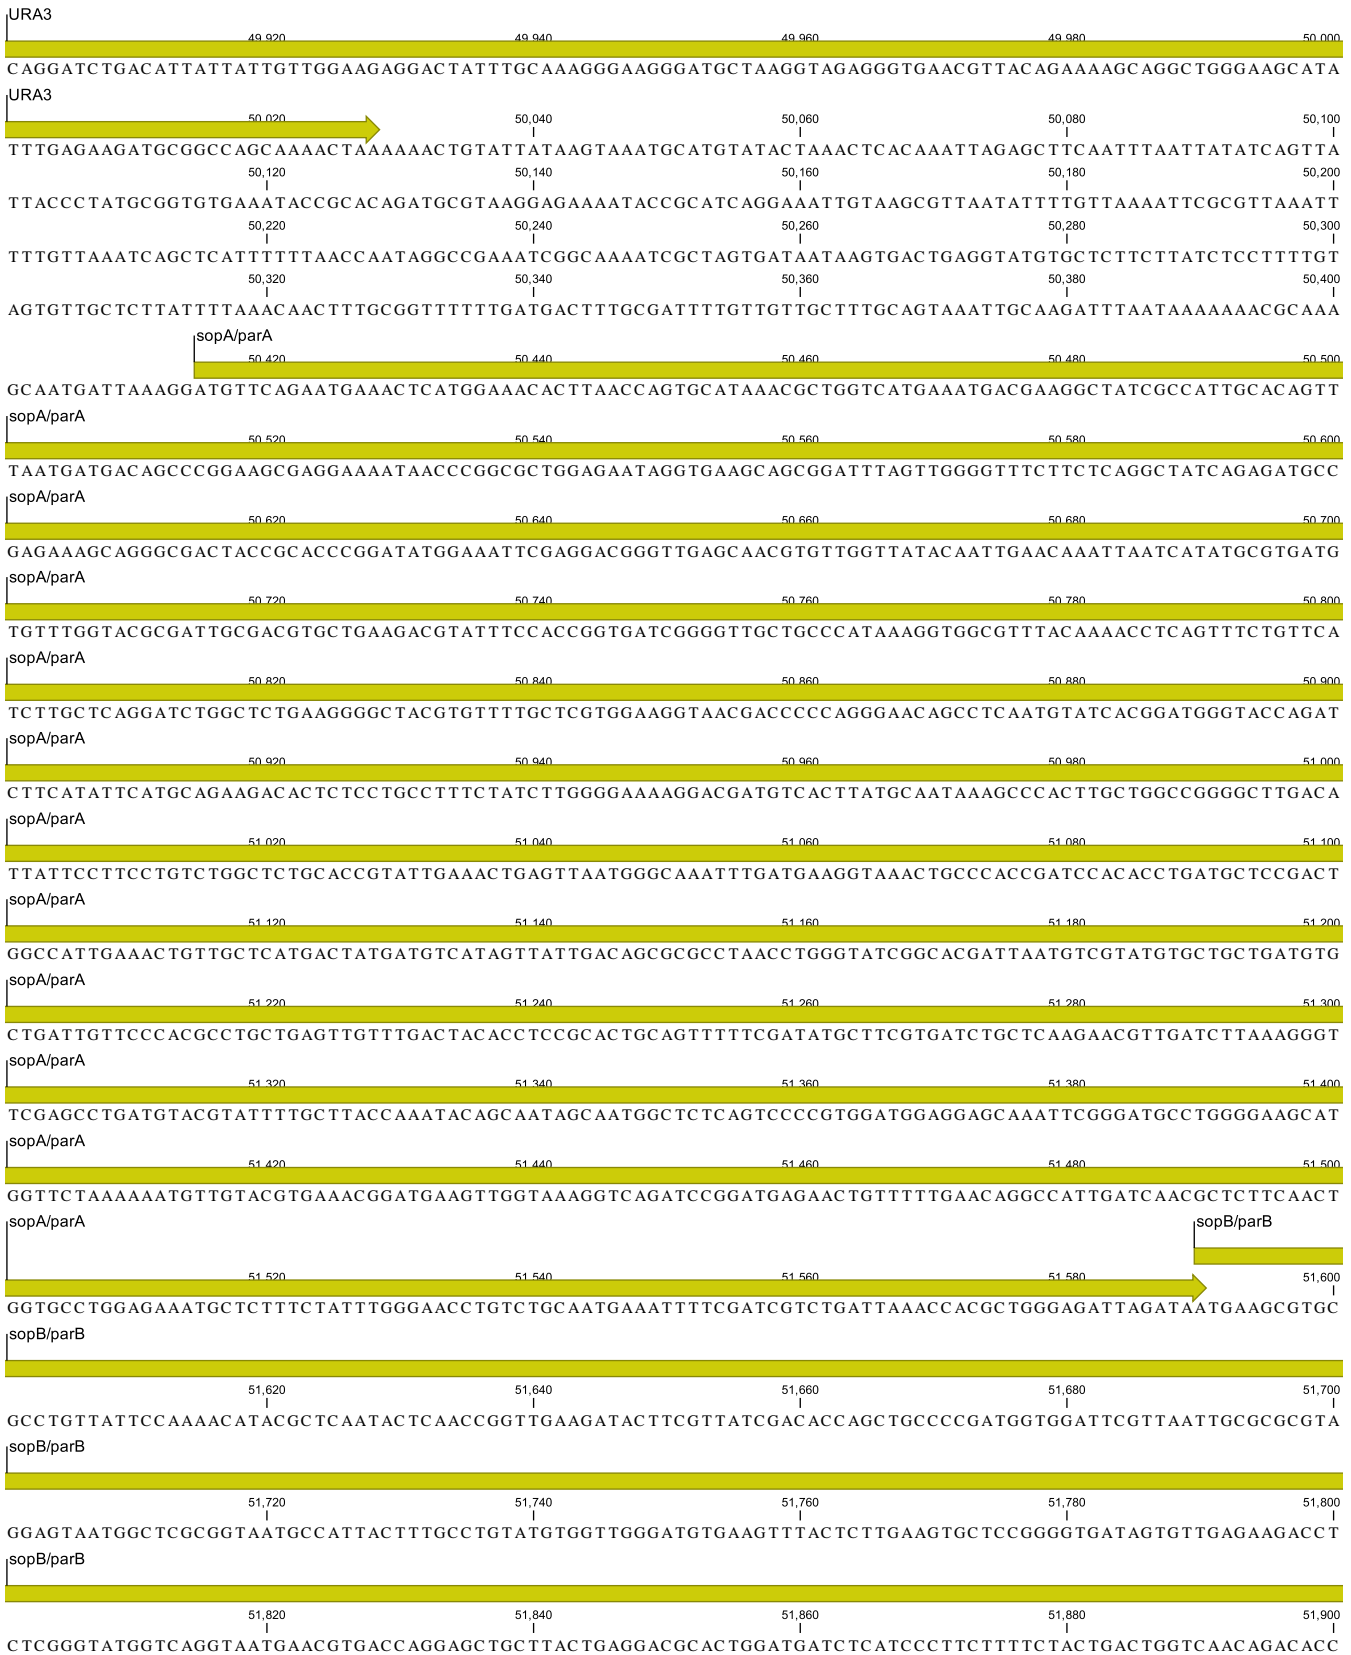 URA3
49,920 49,940 49,960 49,980 50,000
CAGGATCTGACATTATTATTGTTGGAAGAGGACTATTTGCAAAGGGAAGGGATGCTAAGGTAGAGGGTGAACGTTACAGAAAAGCAGGCTGGGAAGCATA
URA3
50,020 50,040 50,060 50,080 50,100
TTTGAGAAGATGCGGCCAGCAAAACTAAAAAACTGTATTATAAGTAAATGCATGTATACTAAACTCACAAATTAGAGCTTCAATTTAATTATATCAGTTA
50,120 50,140 50,160 50,180 50,200
TTACCCTATGCGGTGTGAAATACCGCACAGATGCGTAAGGAGAAAATACCGCATCAGGAAATTGTAAGCGTTAATATTTTGTTAAAATTCGCGTTAAATT
50,220 50,240 50,260 50,280 50,300
TTTGTTAAATCAGCTCATTTTTTAACCAATAGGCCGAAATCGGCAAAATCGCTAGTGATAATAAGTGACTGAGGTATGTGCTCTTCTTATCTCCTTTTGT
50,320 50,340 50,360 50,380 50,400
AGTGTTGCTCTTATTTTAAACAACTTTGCGGTTTTTTGATGACTTTGCGATTTTGTTGTTGCTTTGCAGTAAATTGCAAGATTTAATAAAAAAACGCAAA
sopA/parA
50,420 50,440 50,460 50,480 50,500
GCAATGATTAAAGGATGTTCAGAATGAAACTCATGGAAACACTTAACCAGTGCATAAACGCTGGTCATGAAATGACGAAGGCTATCGCCATTGCACAGTT
sopA/parA
50,520 50,540 50,560 50,580 50,600
TAATGATGACAGCCCGGAAGCGAGGAAAATAACCCGGCGCTGGAGAATAGGTGAAGCAGCGGATTTAGTTGGGGTTTCTTCTCAGGCTATCAGAGATGCC
sopA/parA
50,620 50,640 50,660 50,680 50,700
GAGAAAGCAGGGCGACTACCGCACCCGGATATGGAAATTCGAGGACGGGTTGAGCAACGTGTTGGTTATACAATTGAACAAATTAATCATATGCGTGATG
sopA/parA
50,720 50,740 50,760 50,780 50,800
TGTTTGGTACGCGATTGCGACGTGCTGAAGACGTATTTCCACCGGTGATCGGGGTTGCTGCCCATAAAGGTGGCGTTTACAAAACCTCAGTTTCTGTTCA
sopA/parA
50,820 50,840 50,860 50,880 50,900
TCTTGCTCAGGATCTGGCTCTGAAGGGGCTACGTGTTTTGCTCGTGGAAGGTAACGACCCCCAGGGAACAGCCTCAATGTATCACGGATGGGTACCAGAT
sopA/parA
50,920 50,940 50,960 50,980 51,000
CTTCATATTCATGCAGAAGACACTCTCCTGCCTTTCTATCTTGGGGAAAAGGACGATGTCACTTATGCAATAAAGCCCACTTGCTGGCCGGGGCTTGACA
sopA/parA
51,020 51,040 51,060 51,080 51,100
TTATTCCTTCCTGTCTGGCTCTGCACCGTATTGAAACTGAGTTAATGGGCAAATTTGATGAAGGTAAACTGCCCACCGATCCACACCTGATGCTCCGACT
sopA/parA
51,120 51,140 51,160 51,180 51,200
GGCCATTGAAACTGTTGCTCATGACTATGATGTCATAGTTATTGACAGCGCGCCTAACCTGGGTATCGGCACGATTAATGTCGTATGTGCTGCTGATGTG
sopA/parA
51,220 51,240 51,260 51,280 51,300
CTGATTGTTCCCACGCCTGCTGAGTTGTTTGACTACACCTCCGCACTGCAGTTTTTCGATATGCTTCGTGATCTGCTCAAGAACGTTGATCTTAAAGGGT
sopA/parA
51,320 51,340 51,360 51,380 51,400
TCGAGCCTGATGTACGTATTTTGCTTACCAAATACAGCAATAGCAATGGCTCTCAGTCCCCGTGGATGGAGGAGCAAATTCGGGATGCCTGGGGAAGCAT
sopA/parA
51,420 51,440 51,460 51,480 51,500
GGTTCTAAAAAATGTTGTACGTGAAACGGATGAAGTTGGTAAAGGTCAGATCCGGATGAGAACTGTTTTTGAACAGGCCATTGATCAACGCTCTTCAACT
sopA/parA sopB/parB
51,520 51,540 51,560 51,580 51,600
GGTGCCTGGAGAAATGCTCTTTCTATTTGGGAACCTGTCTGCAATGAAATTTTCGATCGTCTGATTAAACCACGCTGGGAGATTAGATAATGAAGCGTGC
sopB/parB
51,620 51,640 51,660 51,680 51,700
GCCTGTTATTCCAAAACATACGCTCAATACTCAACCGGTTGAAGATACTTCGTTATCGACACCAGCTGCCCCGATGGTGGATTCGTTAATTGCGCGCGTA
sopB/parB
51,720 51,740 51,760 51,780 51,800
GGAGTAATGGCTCGCGGTAATGCCATTACTTTGCCTGTATGTGGTTGGGATGTGAAGTTTACTCTTGAAGTGCTCCGGGGTGATAGTGTTGAGAAGACCT
sopB/parB
51,820 51,840 51,860 51,880 51,900
CTCGGGTATGGTCAGGTAATGAACGTGACCAGGAGCTGCTTACTGAGGACGCACTGGATGATCTCATCCCTTCTTTTCTACTGACTGGTCAACAGACACC